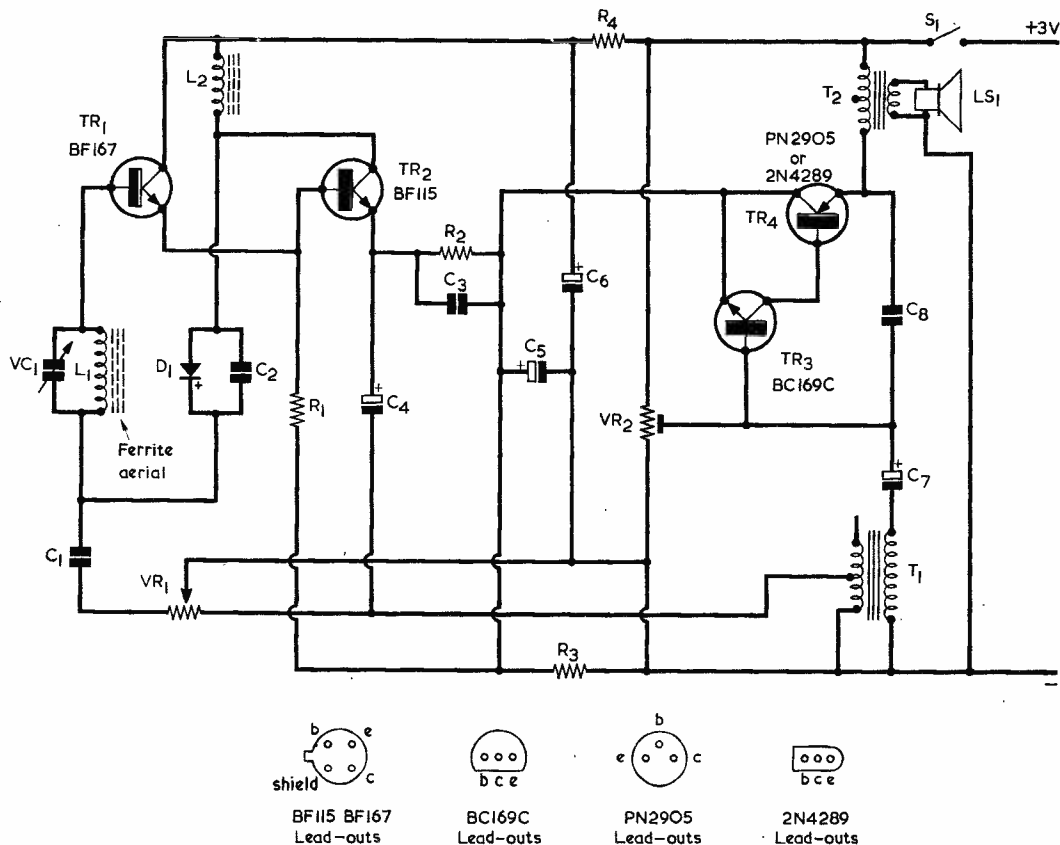 R4
S1
+3V
L2
T2
LS1
TR1
BF167
TR2
BF115
PN2905
or
2N4289
TR4
R2
C3
C6
C8
VC1
L1
D1
C2
+
C5
+
+
TR3
BC169C
R1
+
C4
VR2
Ferrite
aerial
+
C7
C1
VR1
T1
R3
−
b e
shield c
BF115 BF167
Lead-outs
b c e
BC169C
Lead-outs
b
e c
PN2905
Lead-outs
b c e
2N4289
Lead-outs